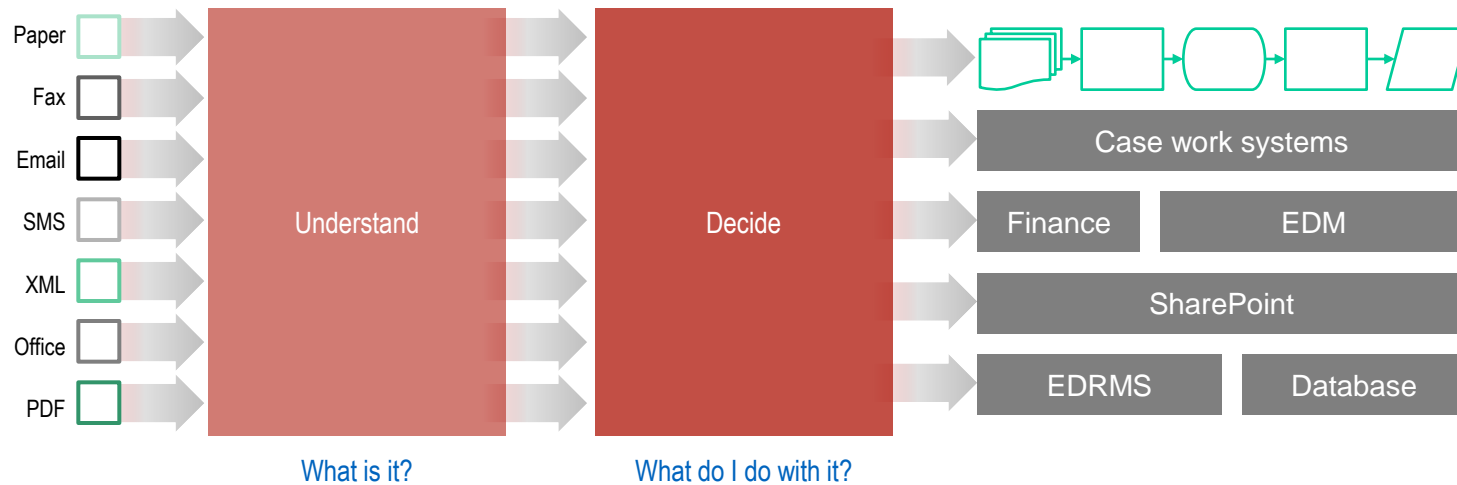 Paper
Fax
Email
SMS
XML
Office
PDF
Understand
What is it?
Decide
What do I do with it?
Case work systems
Finance
EDM
SharePoint
EDRMS
Database